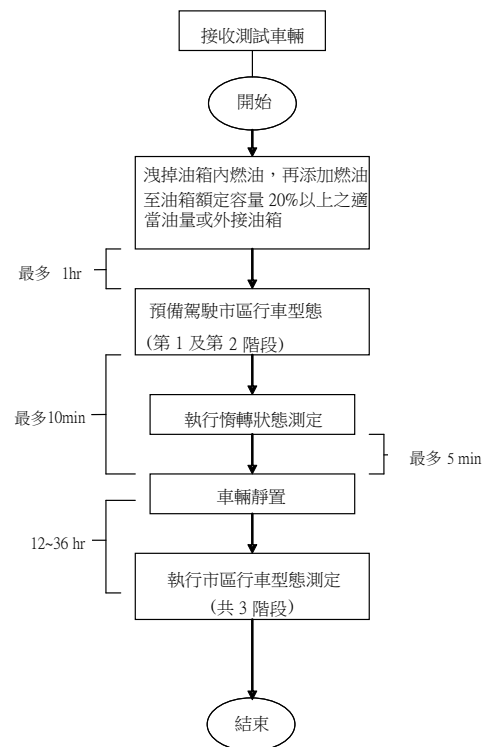 接收測試車輛
開始
洩掉油箱內燃油，再添加燃油
至油箱額定容量 20%以上之適
當油量或外接油箱
最多 1hr
預備駕駛市區行車型態
(第 1 及第 2 階段)
最多10min
執行惰轉狀態測定
最多 5 min
車輛靜置
12~36 hr
執行市區行車型態測定
(共 3 階段)
結束